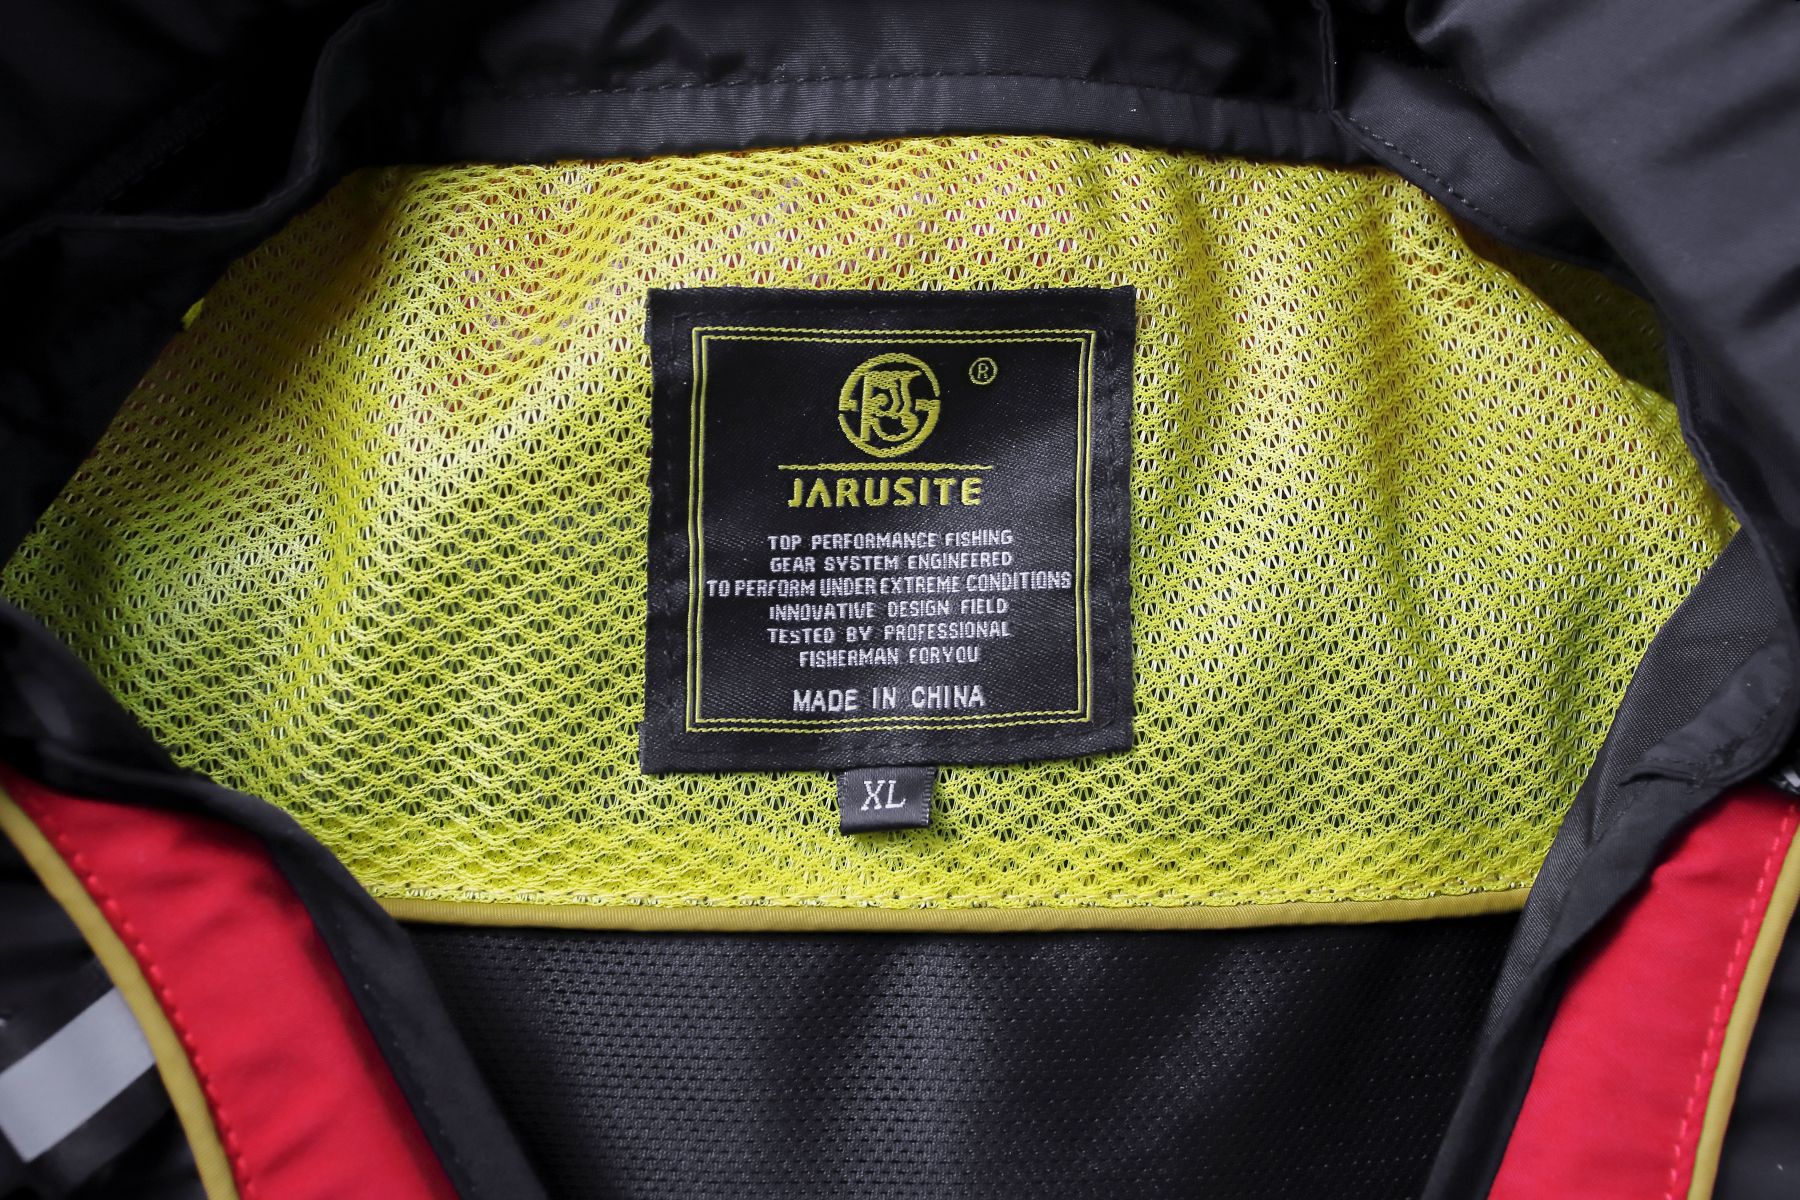 ®
JARUSITE
TOP PERFORMANCE FISHING
GEAR SYSTEM ENGINEERED
TO PERFORM UNDER EXTREME CONDITIONS
INNOVATIVE DESIGN FIELD
TESTED BY PROFESSIONAL
FISHERMAN FORYOU
MADE IN CHINA
XL